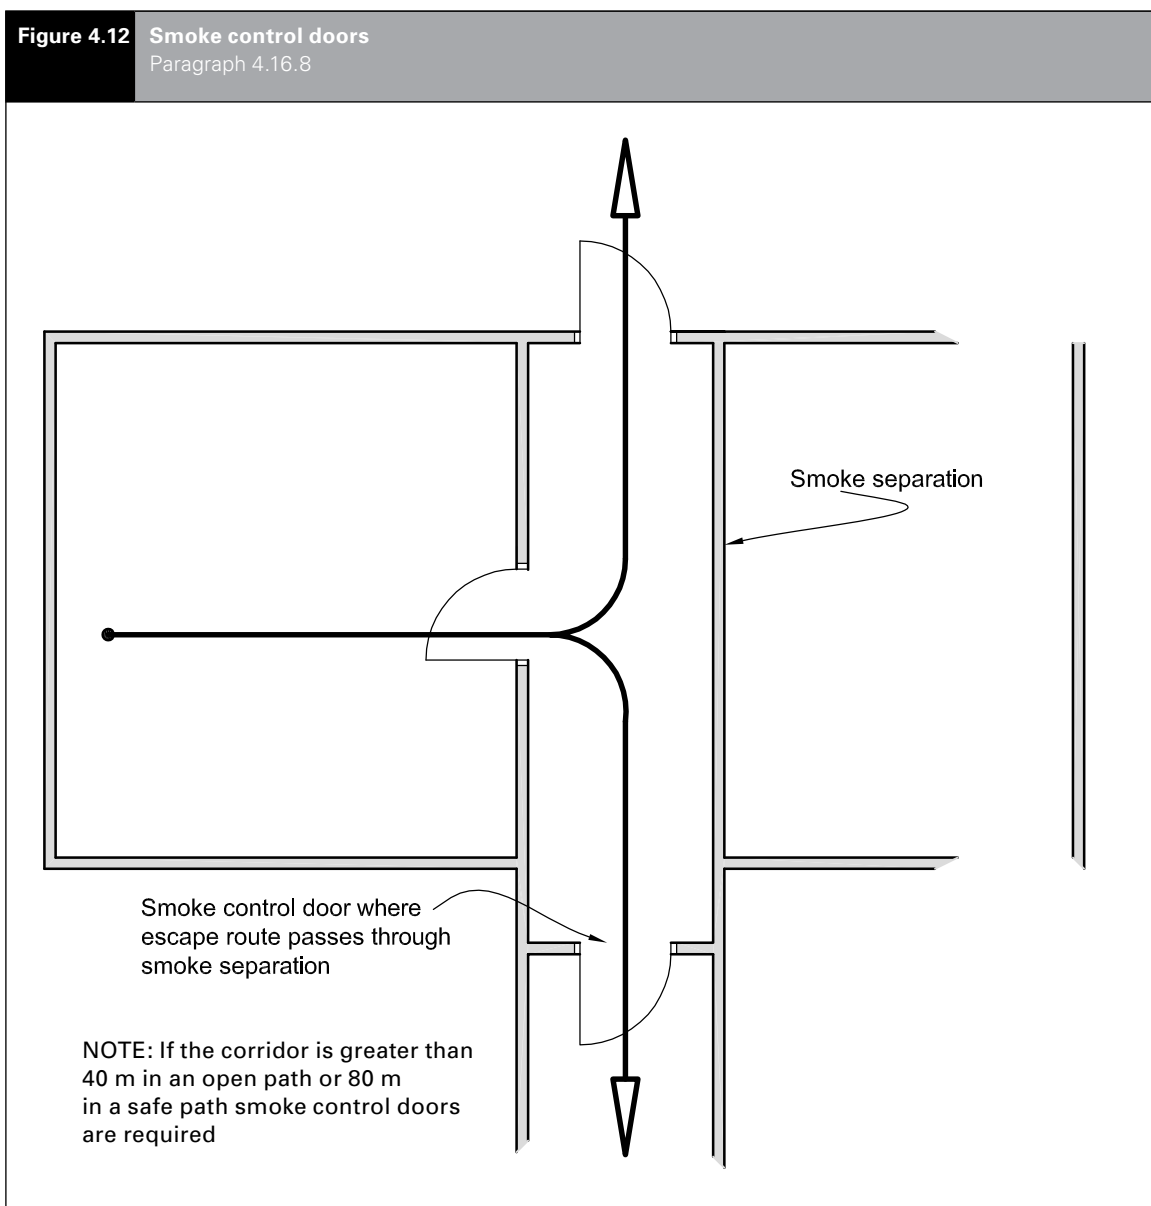 Figure 4.12 Smoke control doors
Paragraph 4.16.8
Smoke separation
Smoke control door where
escape route passes through
smoke separation
NOTE: If the corridor is greater than
40 m in an open path or 80 m
in a safe path smoke control doors
are required